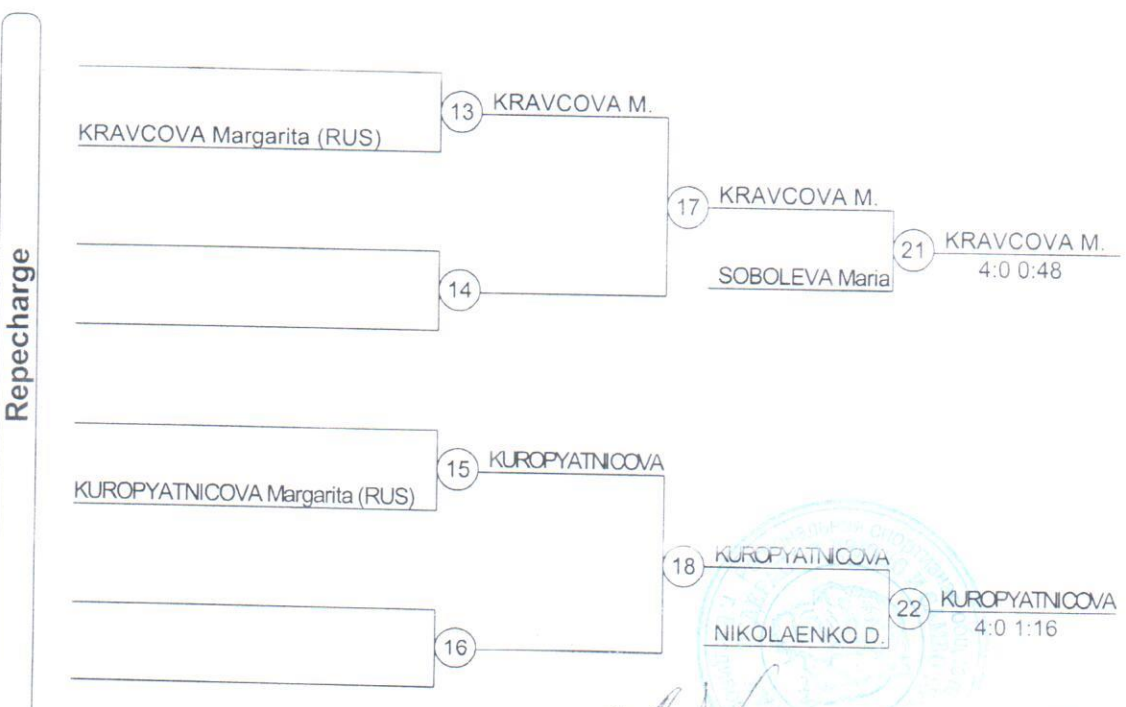 Repecharge
KRAVCOVA Margarita (RUS)
13
KRAVCOVA M.
14
17
KRAVCOVA M.
SOBOLEVA Maria
21
KRAVCOVA M.
4:0 0:48
KUROPYATNICOVA Margarita (RUS)
15
KUROPYATNICOVA
16
18
KUROPYATNICOVA
NIKOLAENKO D.
22
KUROPYATNICOVA
4:0 1:16